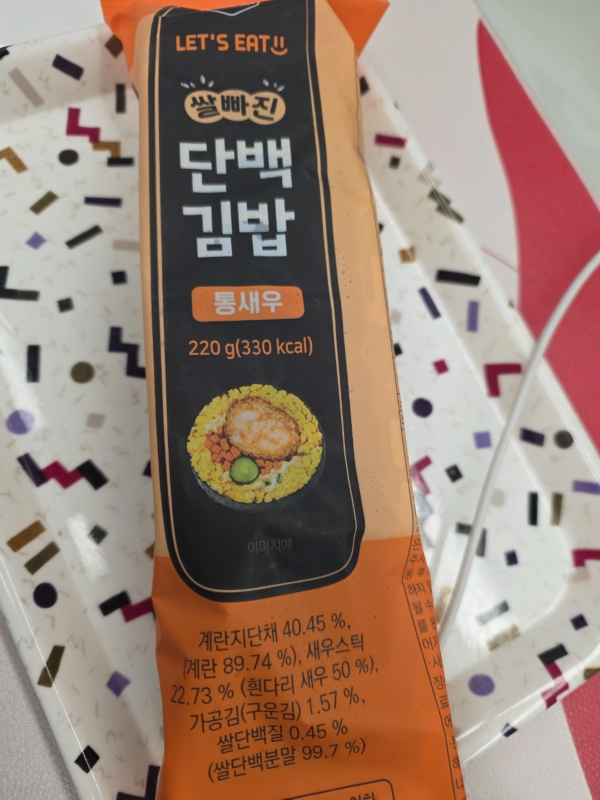 LET'S EAT
쌀빠진
단백
김밥
통새우
220 g(330 kcal)
이미지예
계란지단채 40.45 %,
(계란 89.74 %), 새우스틱
22.73 % (흰다리 새우 50 %),
가공김(구운김) 1.57 %,
쌀단백질 0.45 %
(쌀단백분말 99.7 %)